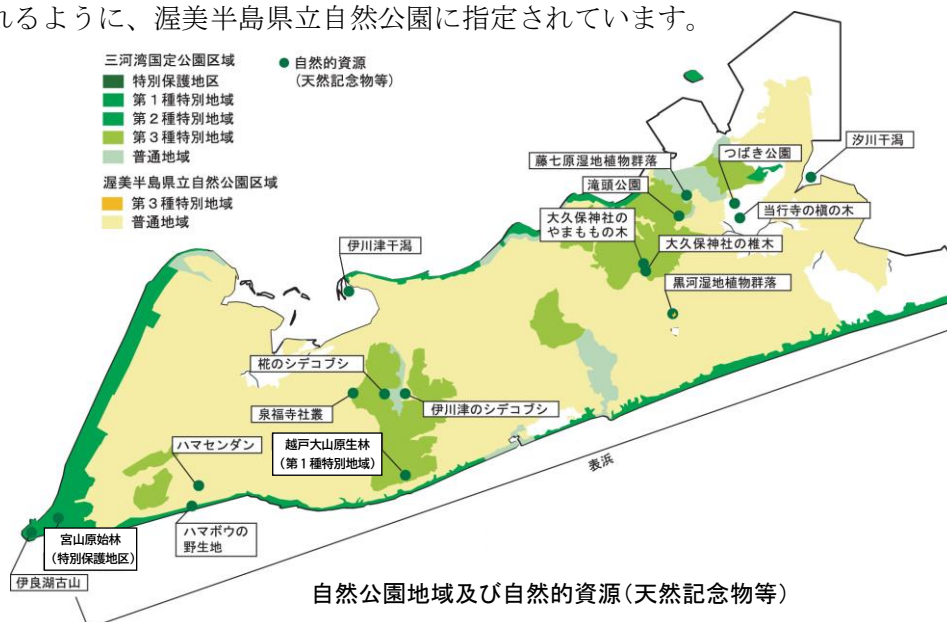 れるように、渥美半島県立自然公園に指定されています。
三河湾国定公園区域
特別保護地区
第1種特別地域
第2種特別地域
第3種特別地域
普通地域
渥美半島県立自然公園区域
第3種特別地域
普通地域
自然的資源
(天然記念物等)
藤七原湿地植物群落
つばき公園
汐川干潟
滝頭公園
当行寺の槇の木
大久保神社の
やまももの木
大久保神社の椎木
伊川津干潟
黒河湿地植物群落
椛のシデコブシ
泉福寺社叢
伊川津のシデコブシ
ハマセンダン
越戸大山原生林
(第1種特別地域)
表浜
宮山原始林
(特別保護地区)
ハマボウの
野生地
伊良湖古山
自然公園地域及び自然的資源(天然記念物等)